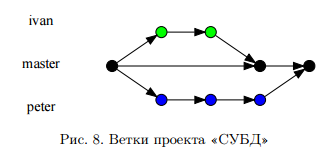 ivan
master
peter
Рис. 8. Ветки проекта «СУБД»